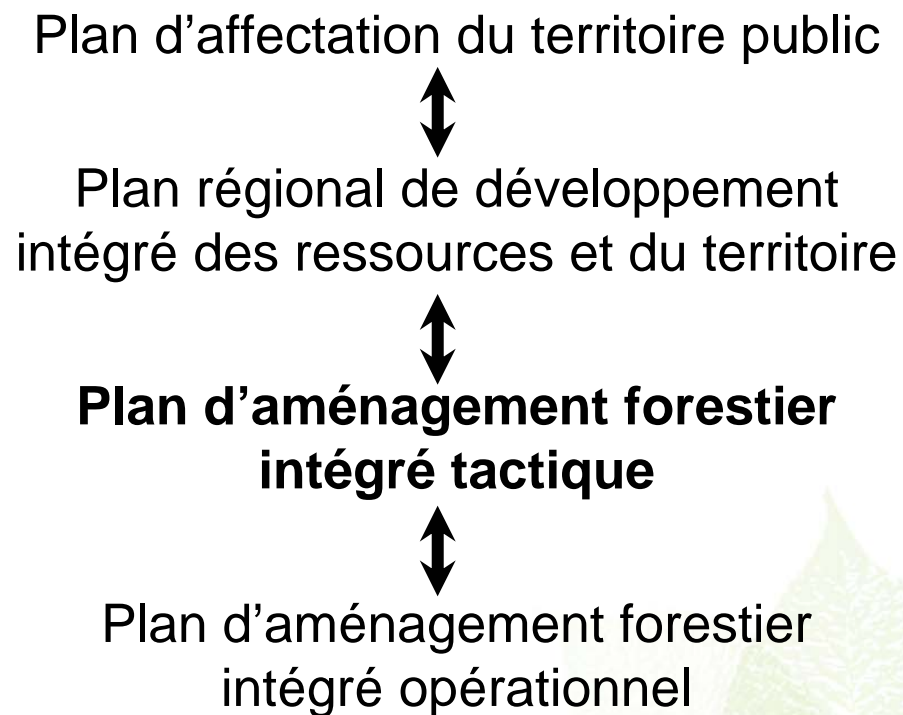 Plan d’affectation du territoire public
Plan régional de développement
intégré des ressources et du territoire
Plan d’aménagement forestier
intégré tactique
Plan d’aménagement forestier
intégré opérationnel